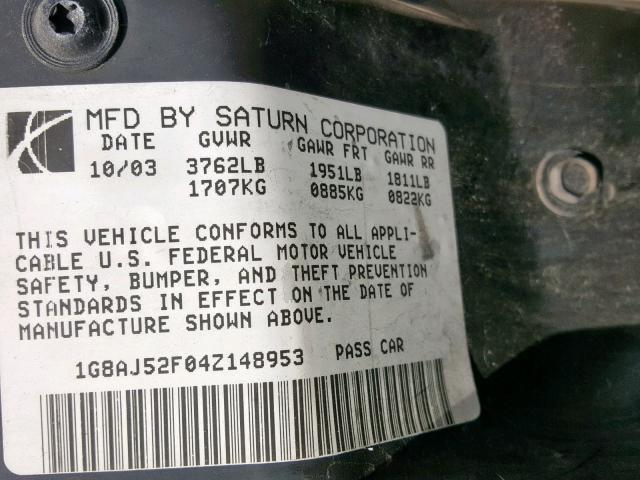 MFD BY SATURN CORPORATION
DATE GVWR GAWR FRT GAWR RR
10/03 3762LB 1951LB 1811LB
1707KG 0885KG 0822KG
THIS VEHICLE CONFORMS TO ALL APPLI-
CABLE U.S. FEDERAL MOTOR VEHICLE
SAFETY, BUMPER, AND THEFT PREVENTION
STANDARDS IN EFFECT ON THE DATE OF
MANUFACTURE SHOWN ABOVE.
1G8AJ52F04Z148953 PASS CAR